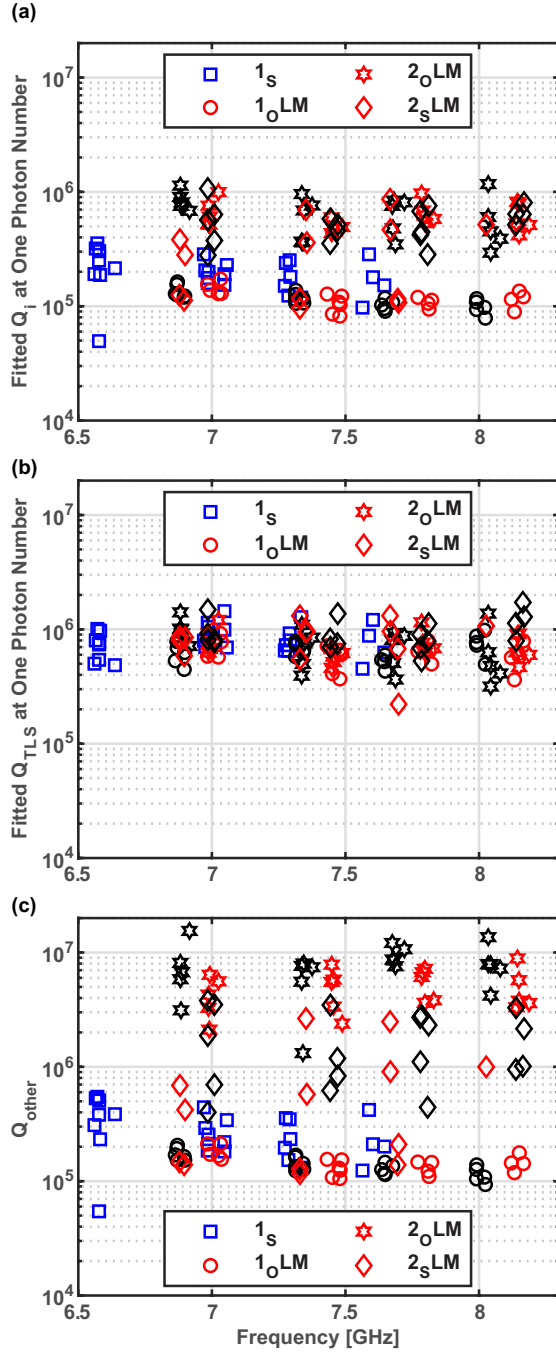 (a)
Fitted Q_i at One Photon Number
10^7
10^6
10^5
10^4
1_S
2_OLM
1_OLM
2_SLM
6.5 7 7.5 8
(b)
Fitted Q_TLS at One Photon Number
10^7
10^6
10^5
10^4
1_S
2_OLM
1_OLM
2_SLM
6.5 7 7.5 8
(c)
Q_other
10^7
10^6
10^5
10^4
1_S
2_OLM
1_OLM
2_SLM
6.5 7 7.5 8
Frequency [GHz]